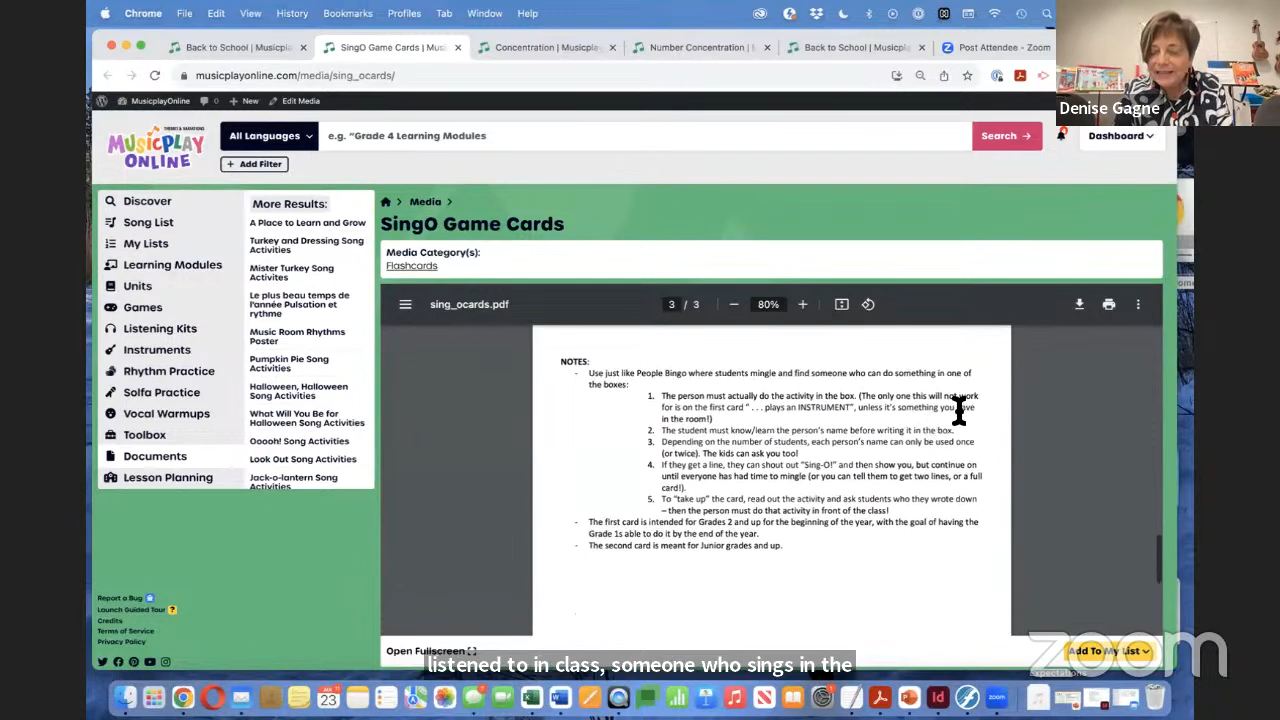 Chrome File Edit View History Bookmarks Profiles Tab Window Help
Back to School | Musicpla
SingO Game Cards | Music
Concentration | Musicplay
Number Concentration | M
Back to School | Musicpla
Post Attendee - Zoom
musicplayonline.com/media/sing_ocards/
MusicplayOnline 0 + New Edit Media
Denise Gagne
THEMES & VARIATIONS
MUSICPLAY
ONLINE
All Languages
e.g. “Grade 4 Learning Modules
Search →
Dashboard
+ Add Filter
Discover
Song List
My Lists
Learning Modules
Units
Games
Listening Kits
Instruments
Rhythm Practice
Solfa Practice
Vocal Warmups
Toolbox
Documents
Lesson Planning
More Results:
A Place to Learn and Grow
Turkey and Dressing Song
Activities
Mister Turkey Song
Activites
Le plus beau temps de
l'année Pulsation et
rythme
Music Room Rhythms
Poster
Pumpkin Pie Song
Activities
Halloween, Halloween
Song Activities
What Will You Be for
Halloween Song Activities
Ooooh! Song Activities
Look Out Song Activities
Jack-o-lantern Song
Activities
Media
SingO Game Cards
Media Category(s):
Flashcards
sing_ocards.pdf
3 / 3
80%
NOTES:
- Use just like People Bingo where students mingle and find someone who can do something in one of
the boxes:
1. The person must actually do the activity in the box. (The only one this will not work
for is on the first card “ . . . plays an INSTRUMENT”, unless it's something you have
in the room!)
2. The student must know/learn the person's name before writing it in the box.
3. Depending on the number of students, each person's name can only be used once
(or twice). The kids can ask you too!
4. If they get a line, they can shout out “Sing-O!” and then show you, but continue on
until everyone has had time to mingle (or you can tell them to get two lines, or a full
card!).
5. To “take up” the card, read out the activity and ask students who they wrote down
– then the person must do that activity in front of the class!
- The first card is intended for Grades 2 and up for the beginning of the year, with the goal of having the
Grade 1s able to do it by the end of the year.
- The second card is meant for Junior grades and up.
Report a Bug
Launch Guided Tour ?
Credits
Terms of Service
Privacy Policy
Open Fullscreen
Add To My List
listened to in class, someone who sings in the
zoom
expectations
JAN
23